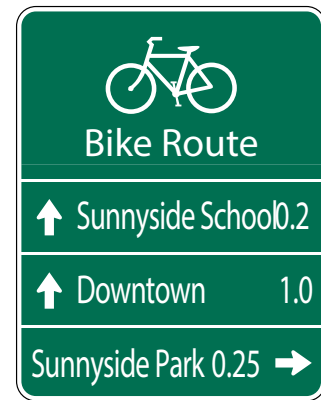 Bike Route
Sunnyside School0.2
Downtown 1.0
Sunnyside Park 0.25